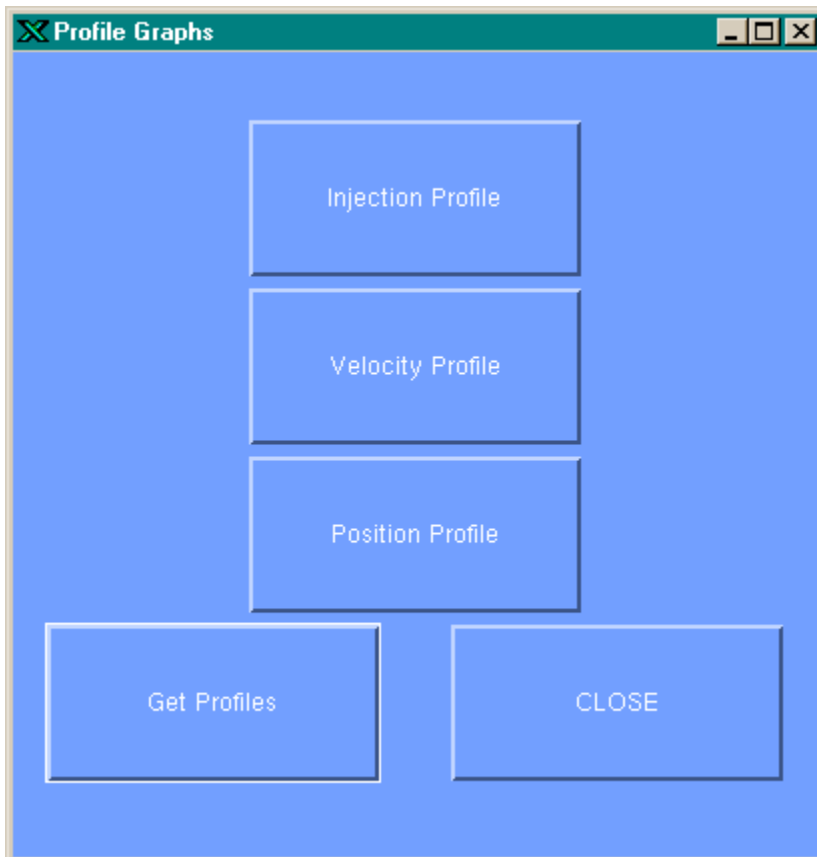 Profile Graphs
Injection Profile
Velocity Profile
Position Profile
Get Profiles
CLOSE